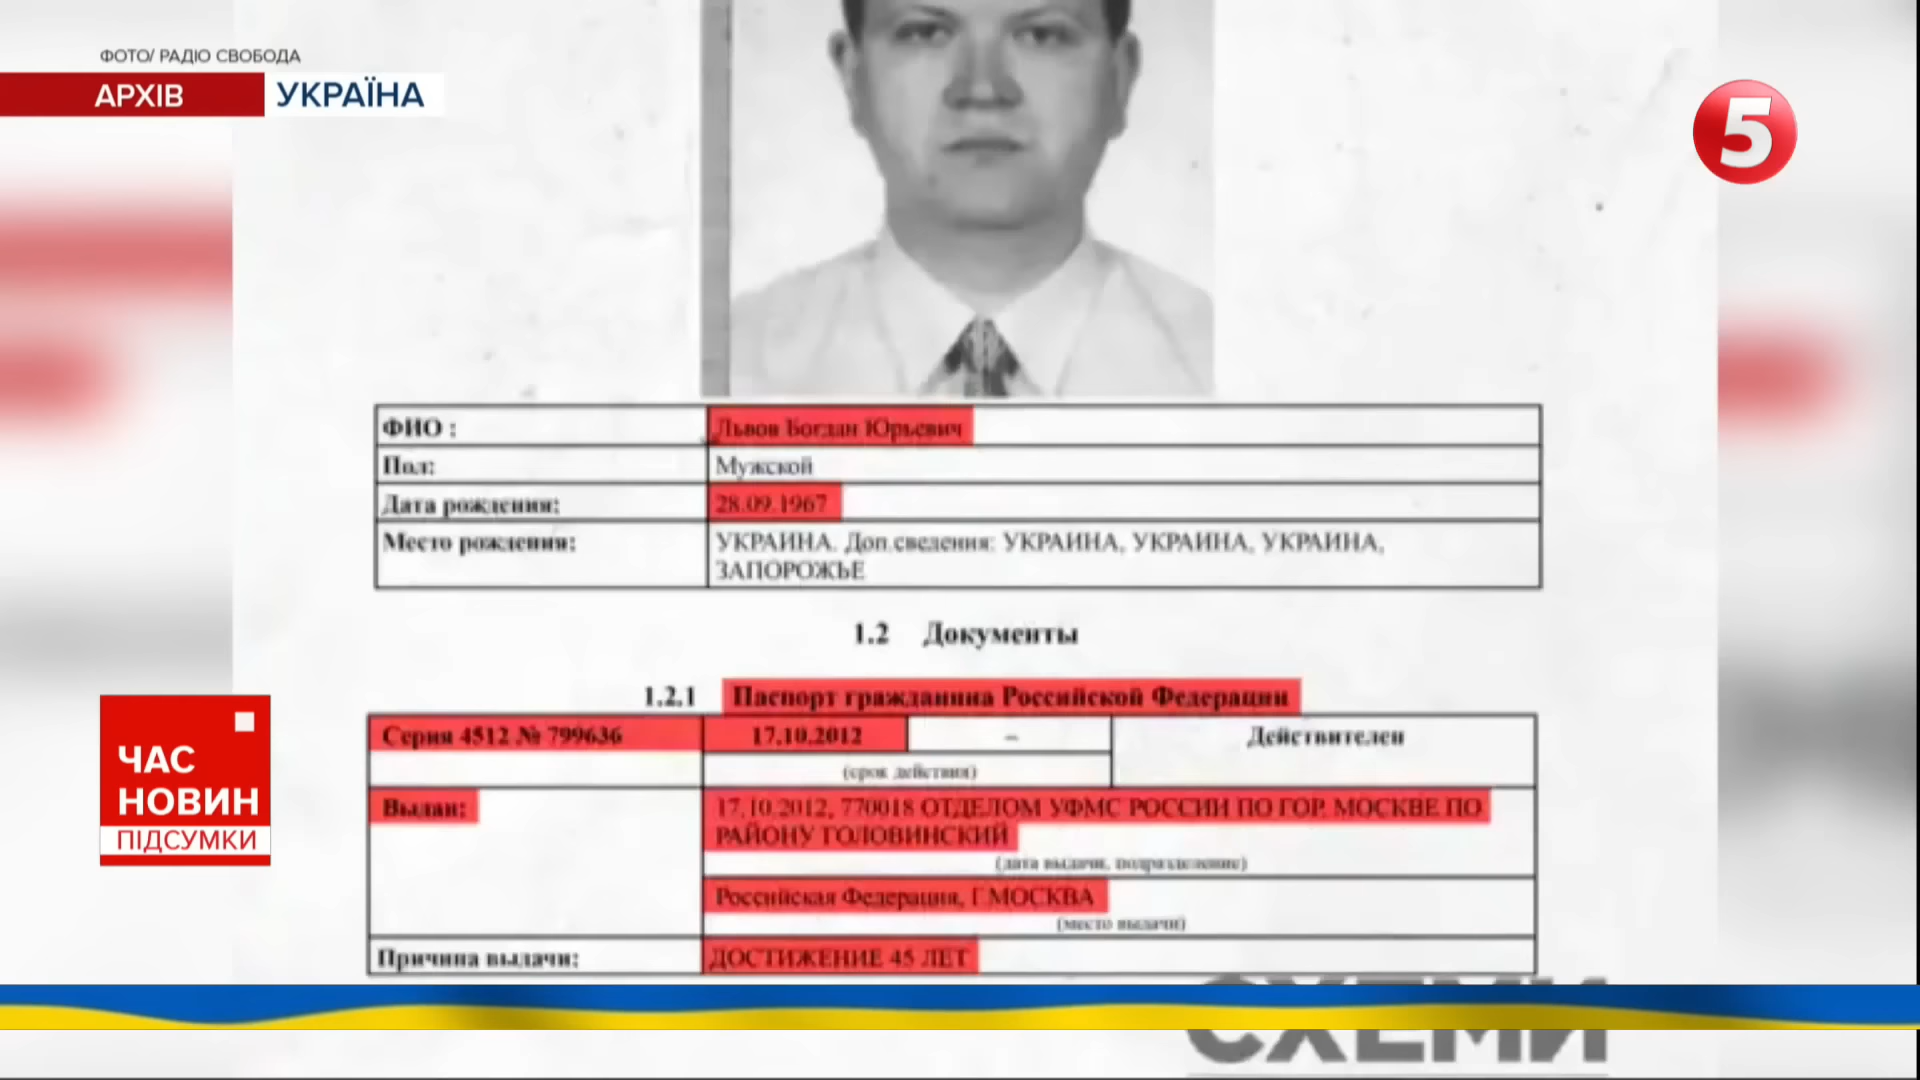 ФОТО/ РАДІО СВОБОДА
АРХІВ УКРАЇНА
5
ФИО : Львов Богдан Юрьевич
Пол: Мужской
Дата рождения: 28.09.1967
Место рождения: УКРАИНА. Доп.сведения: УКРАИНА, УКРАИНА, УКРАИНА,
ЗАПОРОЖЬЕ
1.2 Документы
1.2.1 Паспорт гражданина Российской Федерации
Серия 4512 № 799636 17.10.2012 – Действителен
(срок действия)
Выдан: 17.10.2012, 770018 ОТДЕЛОМ УФМС РОССИИ ПО ГОР. МОСКВЕ ПО
РАЙОНУ ГОЛОВИНСКИЙ
(дата выдачи, подразделение)
Российская Федерация, Г.МОСКВА
(место выдачи)
Причина выдачи: ДОСТИЖЕНИЕ 45 ЛЕТ
ЧАС
НОВИН
ПІДСУМКИ
СХЕМИ